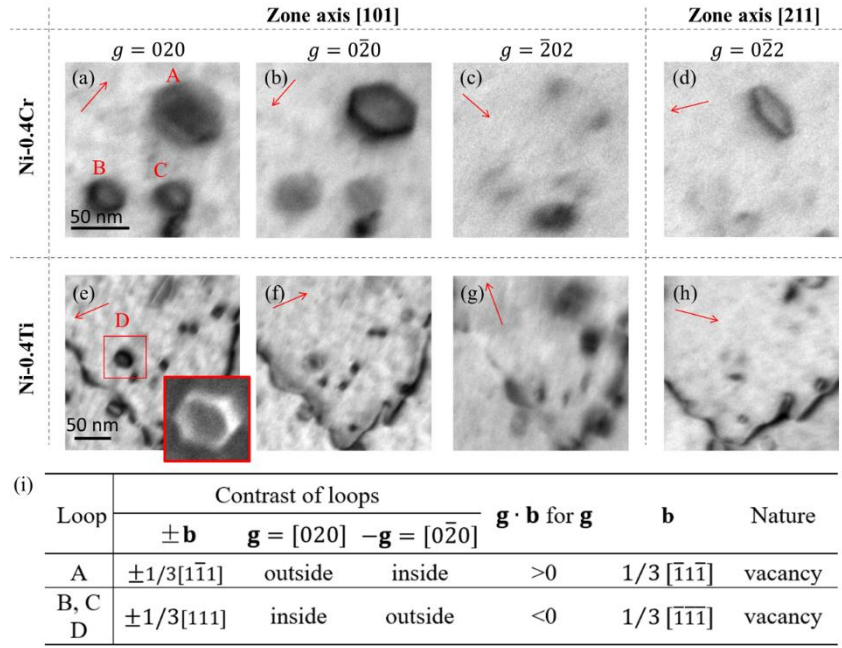 Zone axis [101] Zone axis [211]
g = 020 g = 02̅0 g = 2̅02 g = 02̅2
Ni-0.4Cr
(a) A (b) (c) (d)
B C
50 nm
Ni-0.4Ti
(e) (f) (g) (h)
D
50 nm
(i)
Contrast of loops
Loop g · b for g b Nature
±b g = [020] −g = [02̅0]
A ±1/3[11̅1] outside inside >0 1/3 [1̅11̅] vacancy
B, C
D ±1/3[111] inside outside <0 1/3 [1̅1̅1̅] vacancy